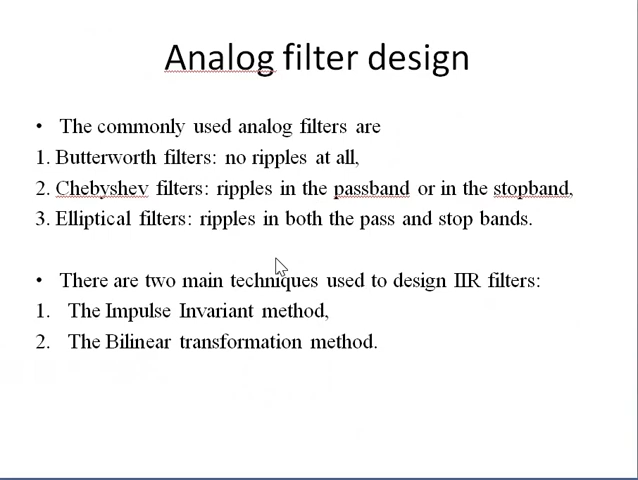 Analog filter design
• The commonly used analog filters are
1. Butterworth filters: no ripples at all,
2. Chebyshev filters: ripples in the passband or in the stopband,
3. Elliptical filters: ripples in both the pass and stop bands.
• There are two main techniques used to design IIR filters:
1. The Impulse Invariant method,
2. The Bilinear transformation method.